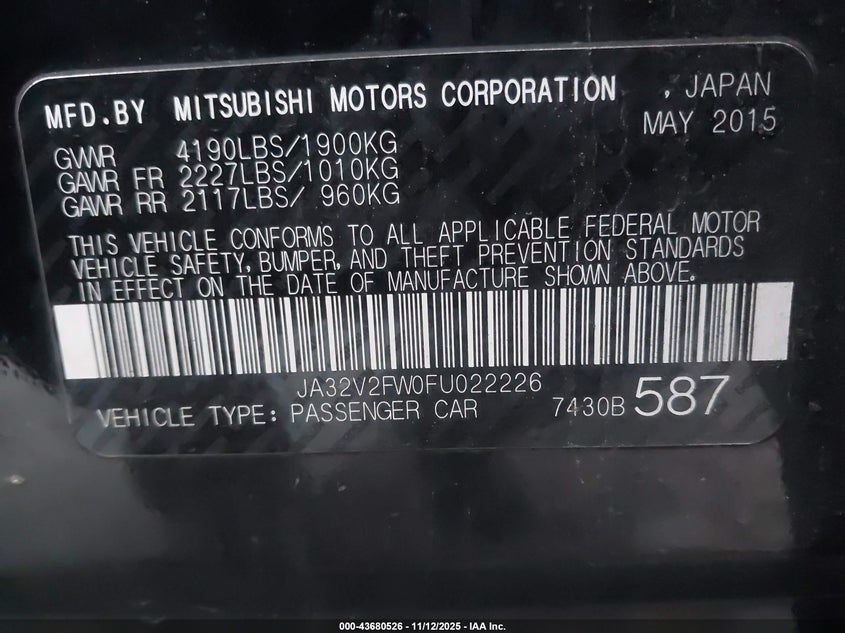 MFD.BY MITSUBISHI MOTORS CORPORATION , JAPAN
MAY 2015
GVWR 4190LBS/1900KG
GAWR FR 2227LBS/1010KG
GAWR RR 2117LBS/ 960KG
THIS VEHICLE CONFORMS TO ALL APPLICABLE FEDERAL MOTOR
VEHICLE SAFETY, BUMPER, AND THEFT PREVENTION STANDARDS
IN EFFECT ON THE DATE OF MANUFACTURE SHOWN ABOVE.
JA32V2FW0FU022226
VEHICLE TYPE: PASSENGER CAR 7430B 587
000-43680526 - 11/12/2025 - IAA Inc.